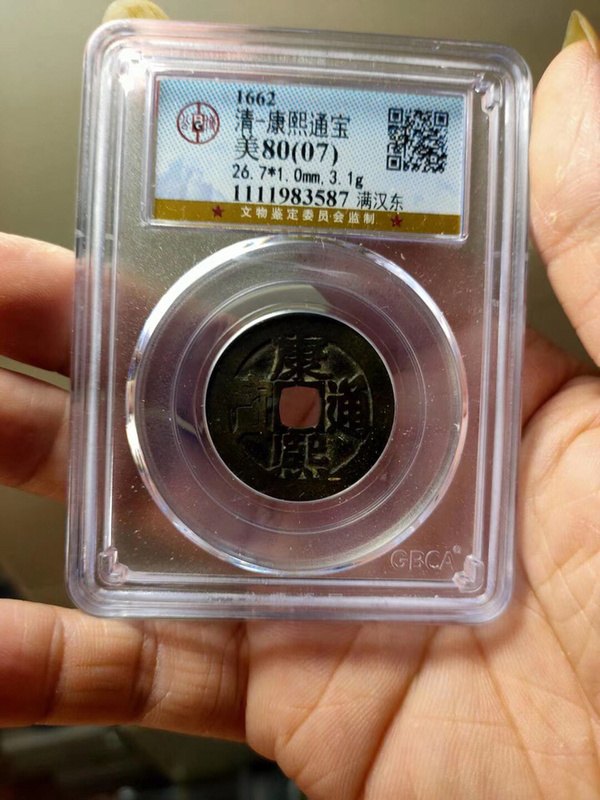 1662
清-康熙通宝
美80(07)
26.7*1.0mm,3.1g
1111983587 满汉东
★ 文物鉴定委员会监制 ★
康
通
熙
GBCA